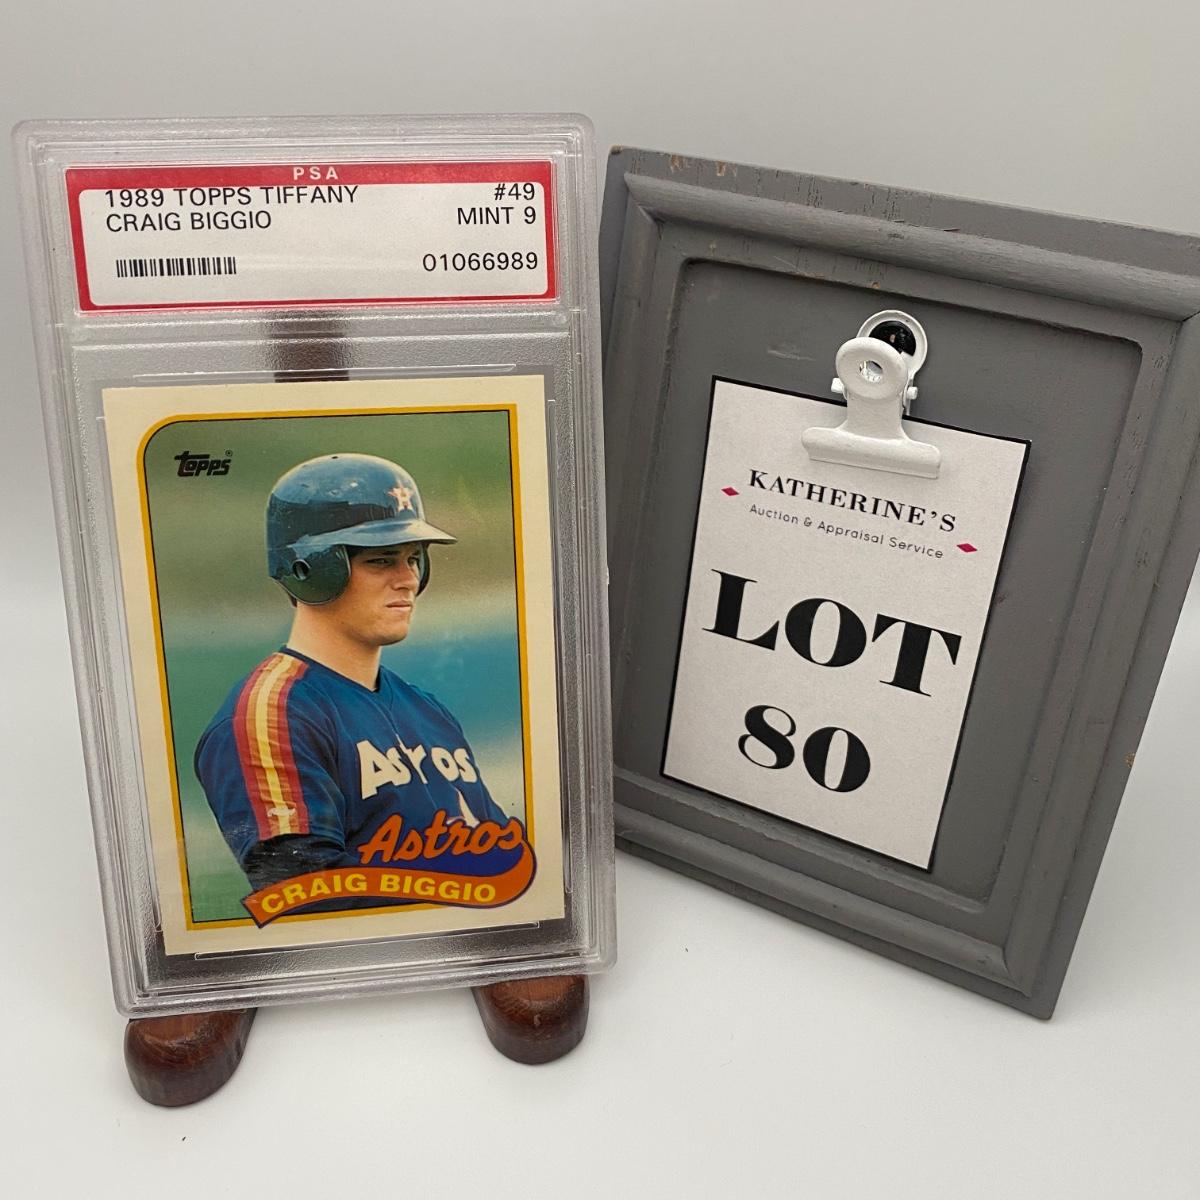 PSA
1989 TOPPS TIFFANY #49
CRAIG BIGGIO MINT 9
01066989
Topps®
Astros
Astros
CRAIG BIGGIO
KATHERINE'S
Auction & Appraisal Service
LOT
80